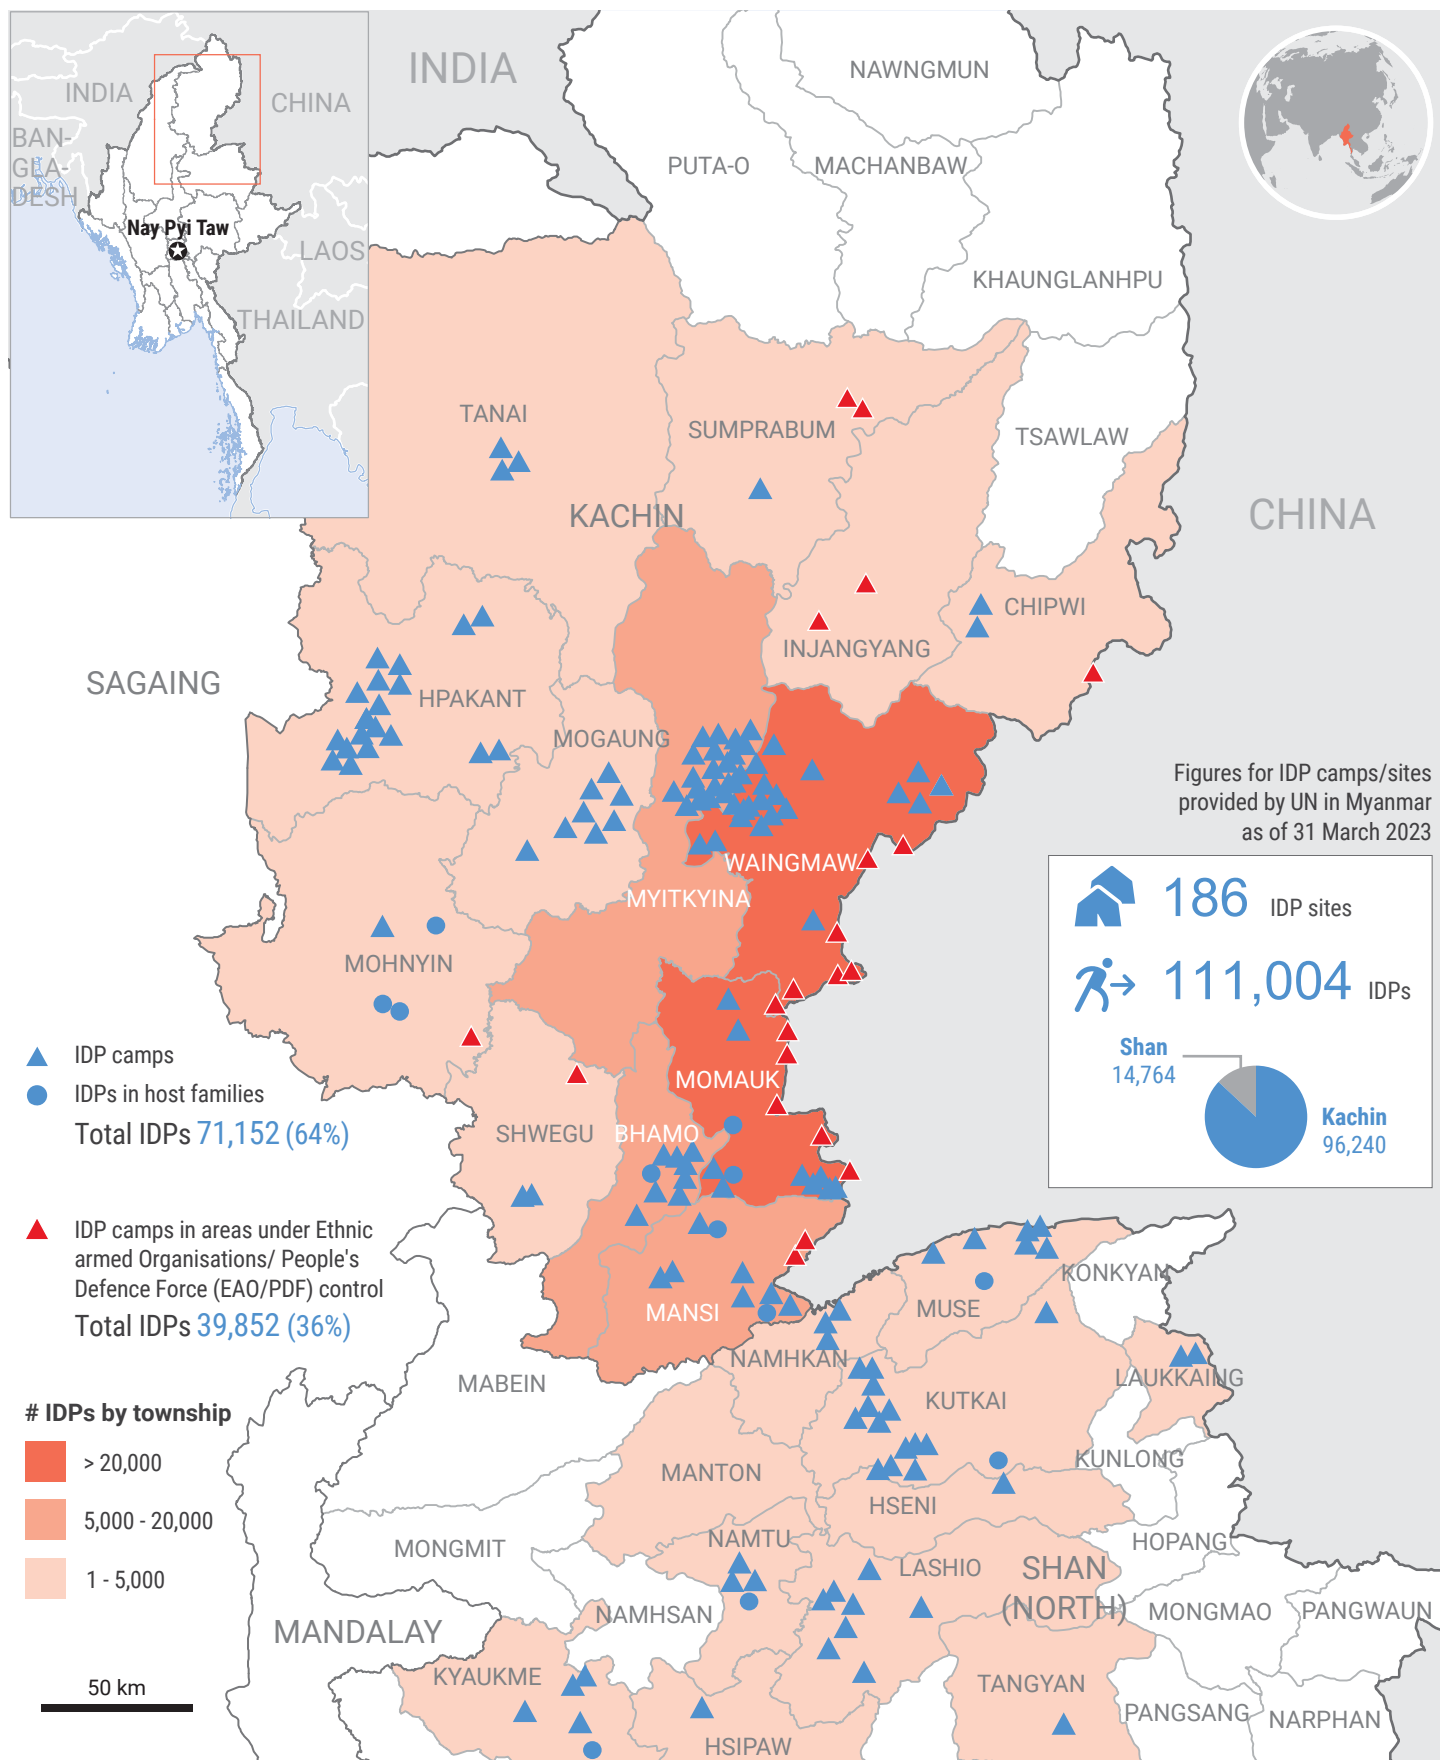 INDIA
CHINA
BAN-
GLA-
DESH
Nay Pyi Taw
LAOS
THAILAND
INDIA
NAWNGMUN
PUTA-O
MACHANBAW
KHAUNGLANHPU
TANAI
SUMPRABUM
TSAWLAW
KACHIN
CHINA
CHIPWI
INJANGYANG
SAGAING
HPAKANT
MOGAUNG
Figures for IDP camps/sites
provided by UN in Myanmar
as of 31 March 2023
WAINGMAW
MYITKYINA
186 IDP sites
MOHNYIN
111,004 IDPs
Shan
14,764
Kachin
96,240
IDP camps
IDPs in host families
Total IDPs 71,152 (64%)
MOMAUK
SHWEGU
BHAMO
IDP camps in areas under Ethnic
armed Organisations/ People's
Defence Force (EAO/PDF) control
Total IDPs 39,852 (36%)
KONKYAN
MUSE
MANSI
NAMHKAN
MABEIN
LAUKKAING
KUTKAI
# IDPs by township
> 20,000
5,000 - 20,000
1 - 5,000
KUNLONG
MANTON
HSENI
NAMTU
HOPANG
MONGMIT
LASHIO
SHAN
(NORTH)
NAMHSAN
MONGMAO
PANGWAUN
MANDALAY
KYAUKME
TANGYAN
50 km
PANGSANG
NARPHAN
HSIPAW